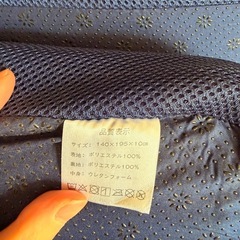 品質表示
サイズ：140×195×10㎝
表地：ポリエステル100%
裏地：ポリエステル100%
中身：ウレタンフォーム